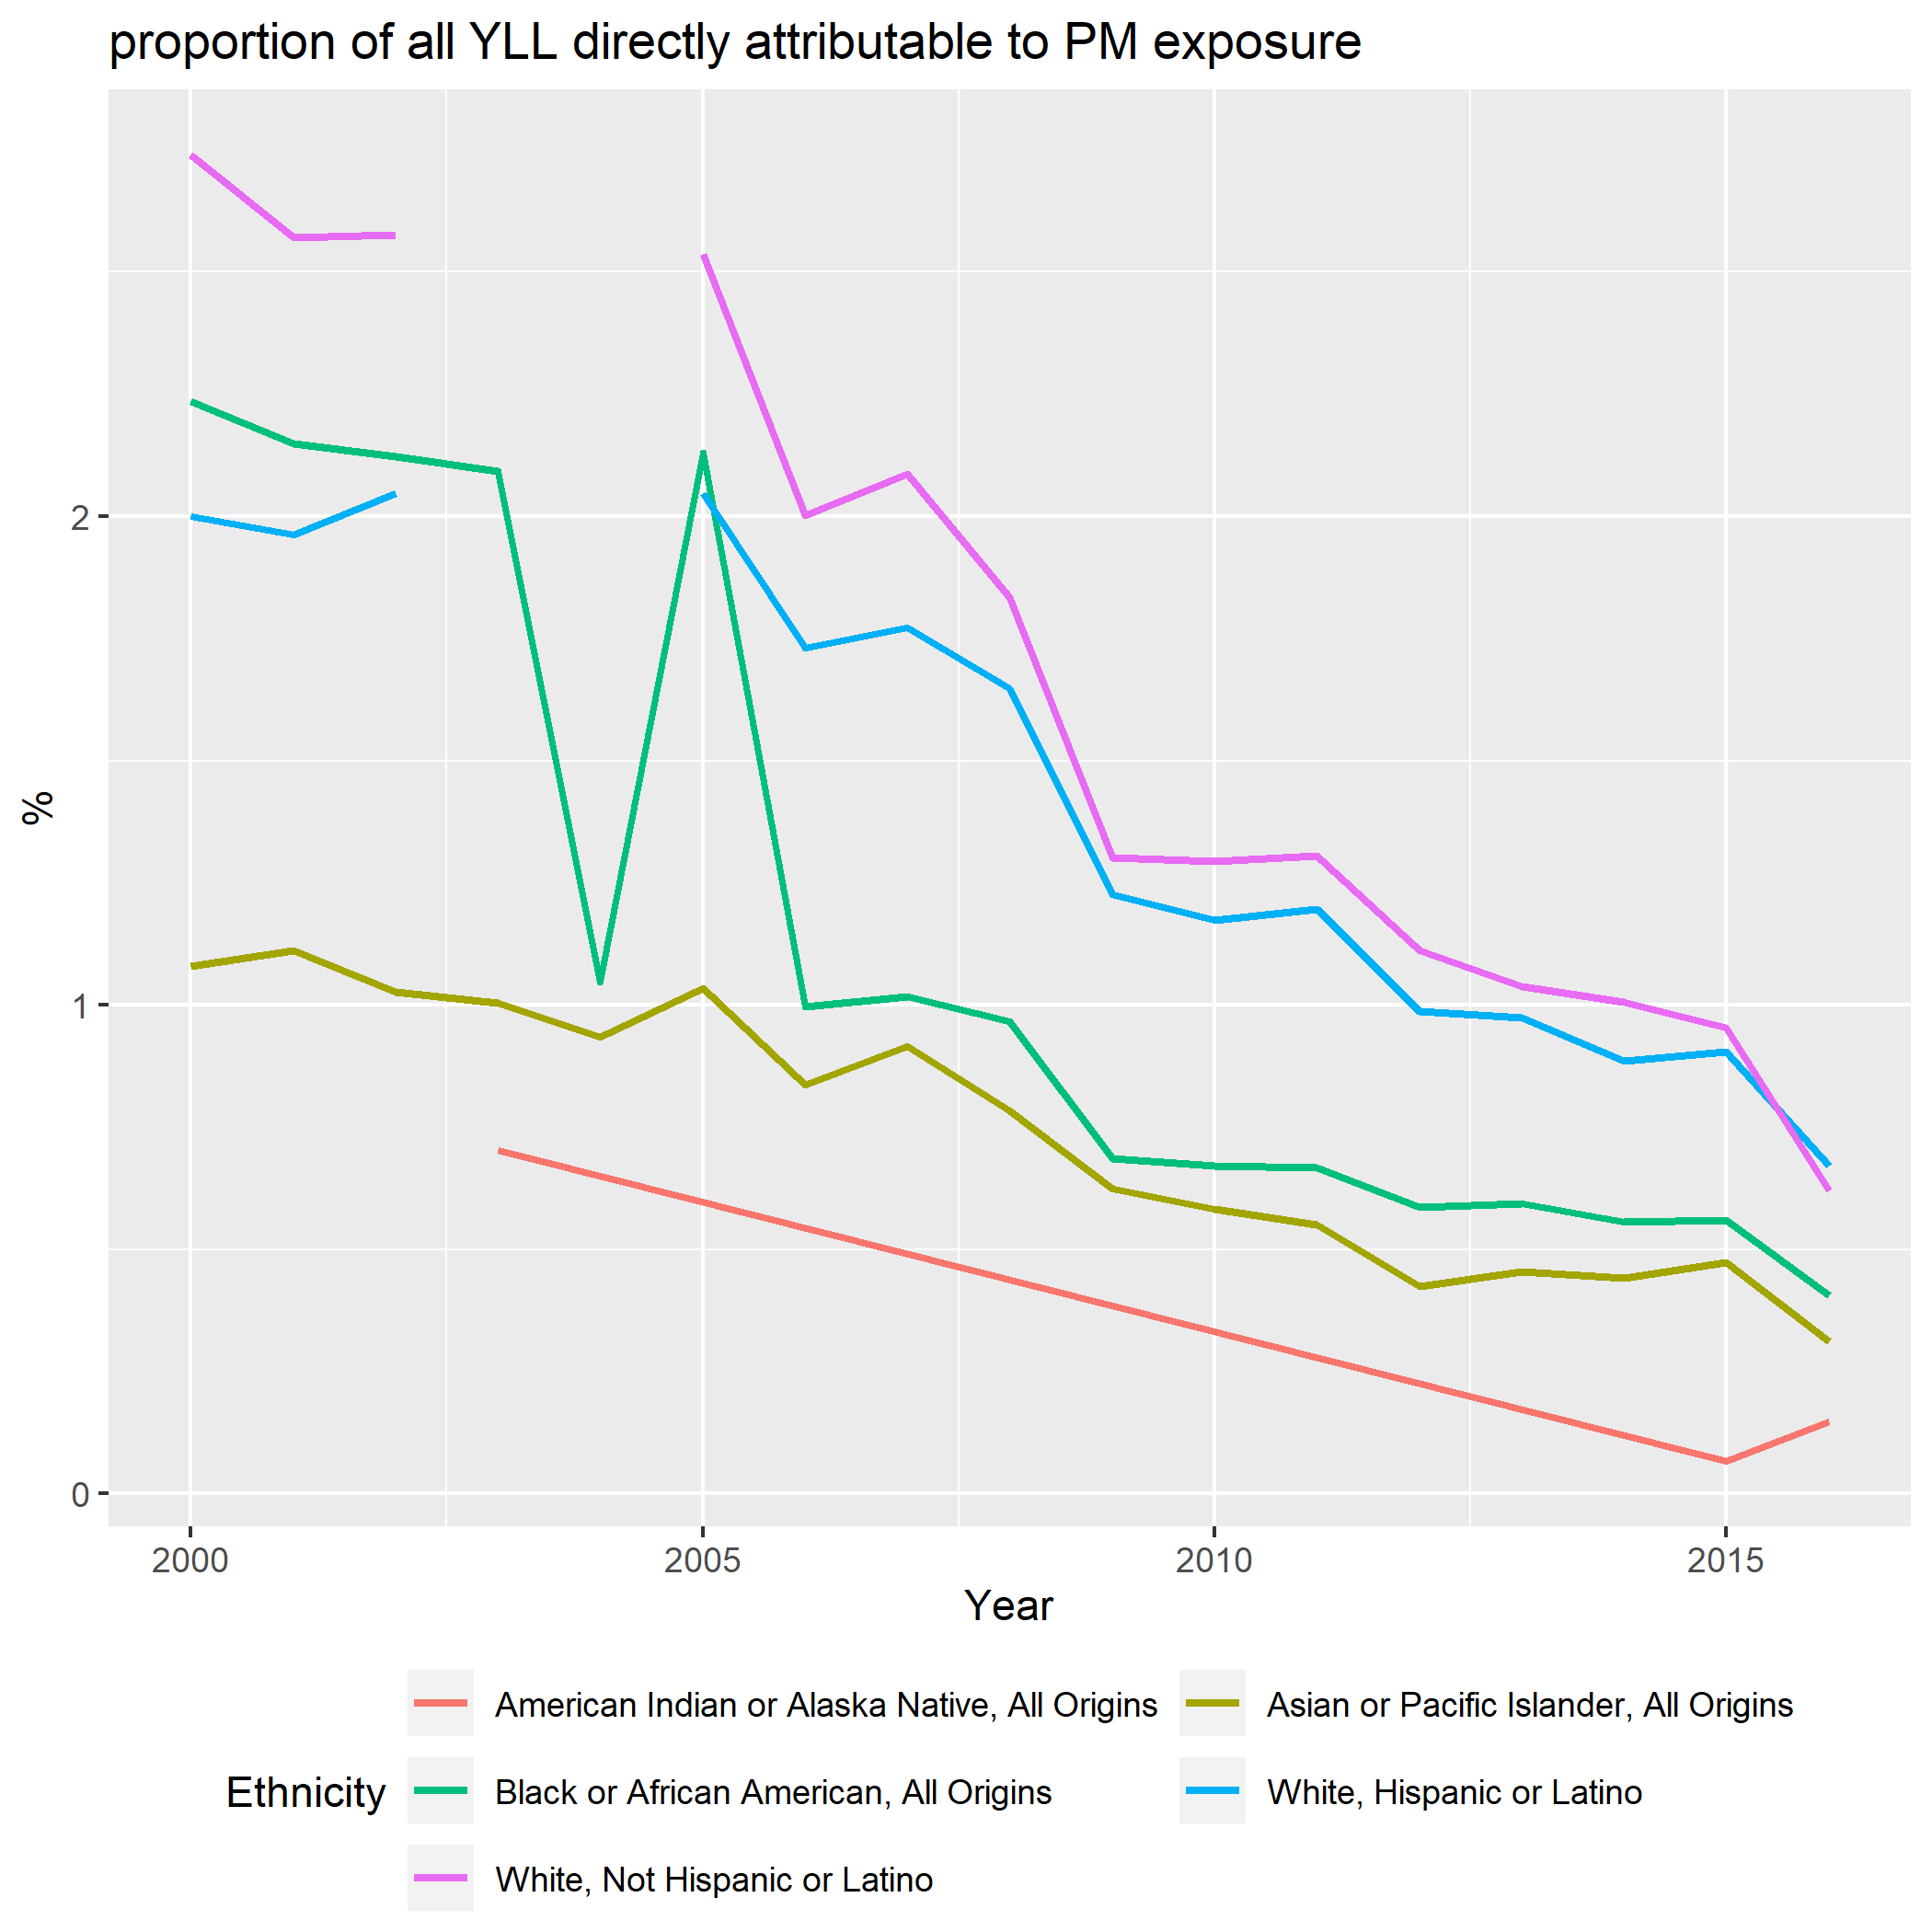 proportion of all YLL directly attributable to PM exposure
%
2
1
0
2000 2005 2010 2015
Year
Ethnicity
American Indian or Alaska Native, All Origins
Asian or Pacific Islander, All Origins
Black or African American, All Origins
White, Hispanic or Latino
White, Not Hispanic or Latino